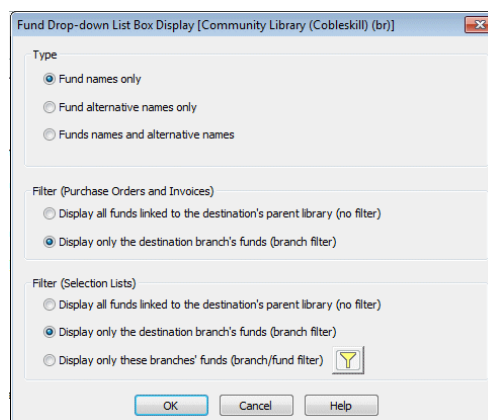 Fund Drop-down List Box Display [Community Library (Cobleskill) (br)]
Type
Fund names only
Fund alternative names only
Funds names and alternative names
Filter (Purchase Orders and Invoices)
Display all funds linked to the destination's parent library (no filter)
Display only the destination branch's funds (branch filter)
Filter (Selection Lists)
Display all funds linked to the destination's parent library (no filter)
Display only the destination branch's funds (branch filter)
Display only these branches' funds (branch/fund filter)
OK Cancel Help